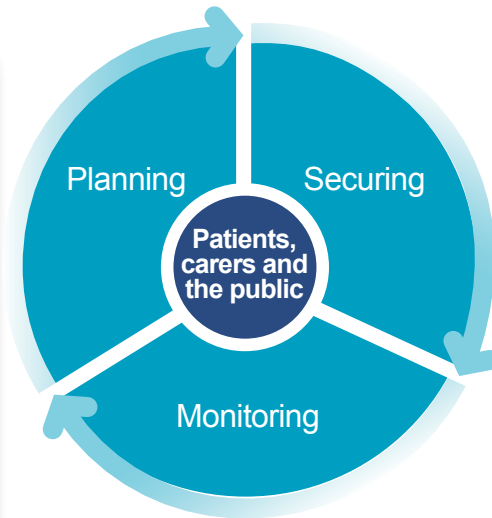 Planning
Securing
Patients,
carers and
the public
Monitoring